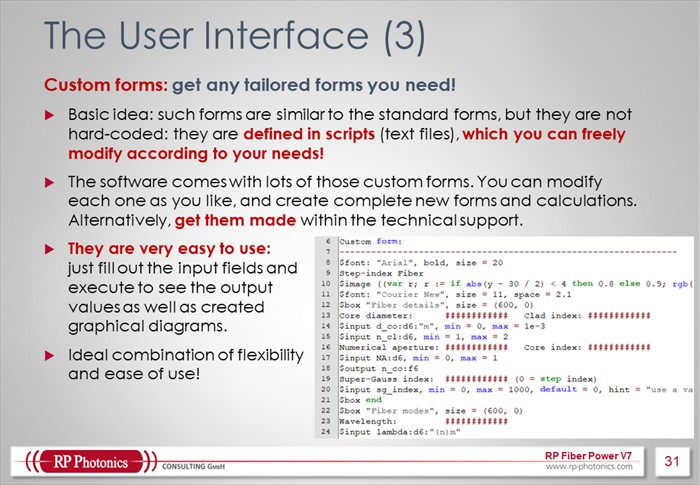 The User Interface (3)
Custom forms: get any tailored forms you need!
Basic idea: such forms are similar to the standard forms, but they are not
hard-coded: they are defined in scripts (text files), which you can freely
modify according to your needs!
The software comes with lots of those custom forms. You can modify
each one as you like, and create complete new forms and calculations.
Alternatively, get them made within the technical support.
They are very easy to use:
just fill out the input fields and
execute to see the output
values as well as created
graphical diagrams.
Ideal combination of flexibility
and ease of use!
6 Custom form:
7 ------------------------------------------------------------
8 $font: "Arial", bold, size = 20
9 Step-index Fiber
10 $image ((var r; r := if abs(y - 30 / 2) < 4 then 0.8 else 0.9; rgb(
11 $font: "Courier New", size = 11, space = 2.1
12 $box "Fiber details", size = (600, 0)
13 Core diameter: ############ Clad index: ############
14 $input d_co:d6:"m", min = 0, max = 1e-3
15 $input n_cl:d6, min = 1, max = 2
16 Numerical aperture: ############ Core index: ############
17 $input NA:d6, min = 0, max = 1
18 $output n_co:f6
19 Super-Gauss index: ############ (0 = step index)
20 $input sg_index, min = 0, max = 1000, default = 0, hint = "use a va
21 $box end
22 $box "Fiber modes", size = (600, 0)
23 Wavelength: ############
24 $input lambda:d6:"(n)m"
RP Photonics CONSULTING GmbH
RP Fiber Power V7
www.rp-photonics.com
31